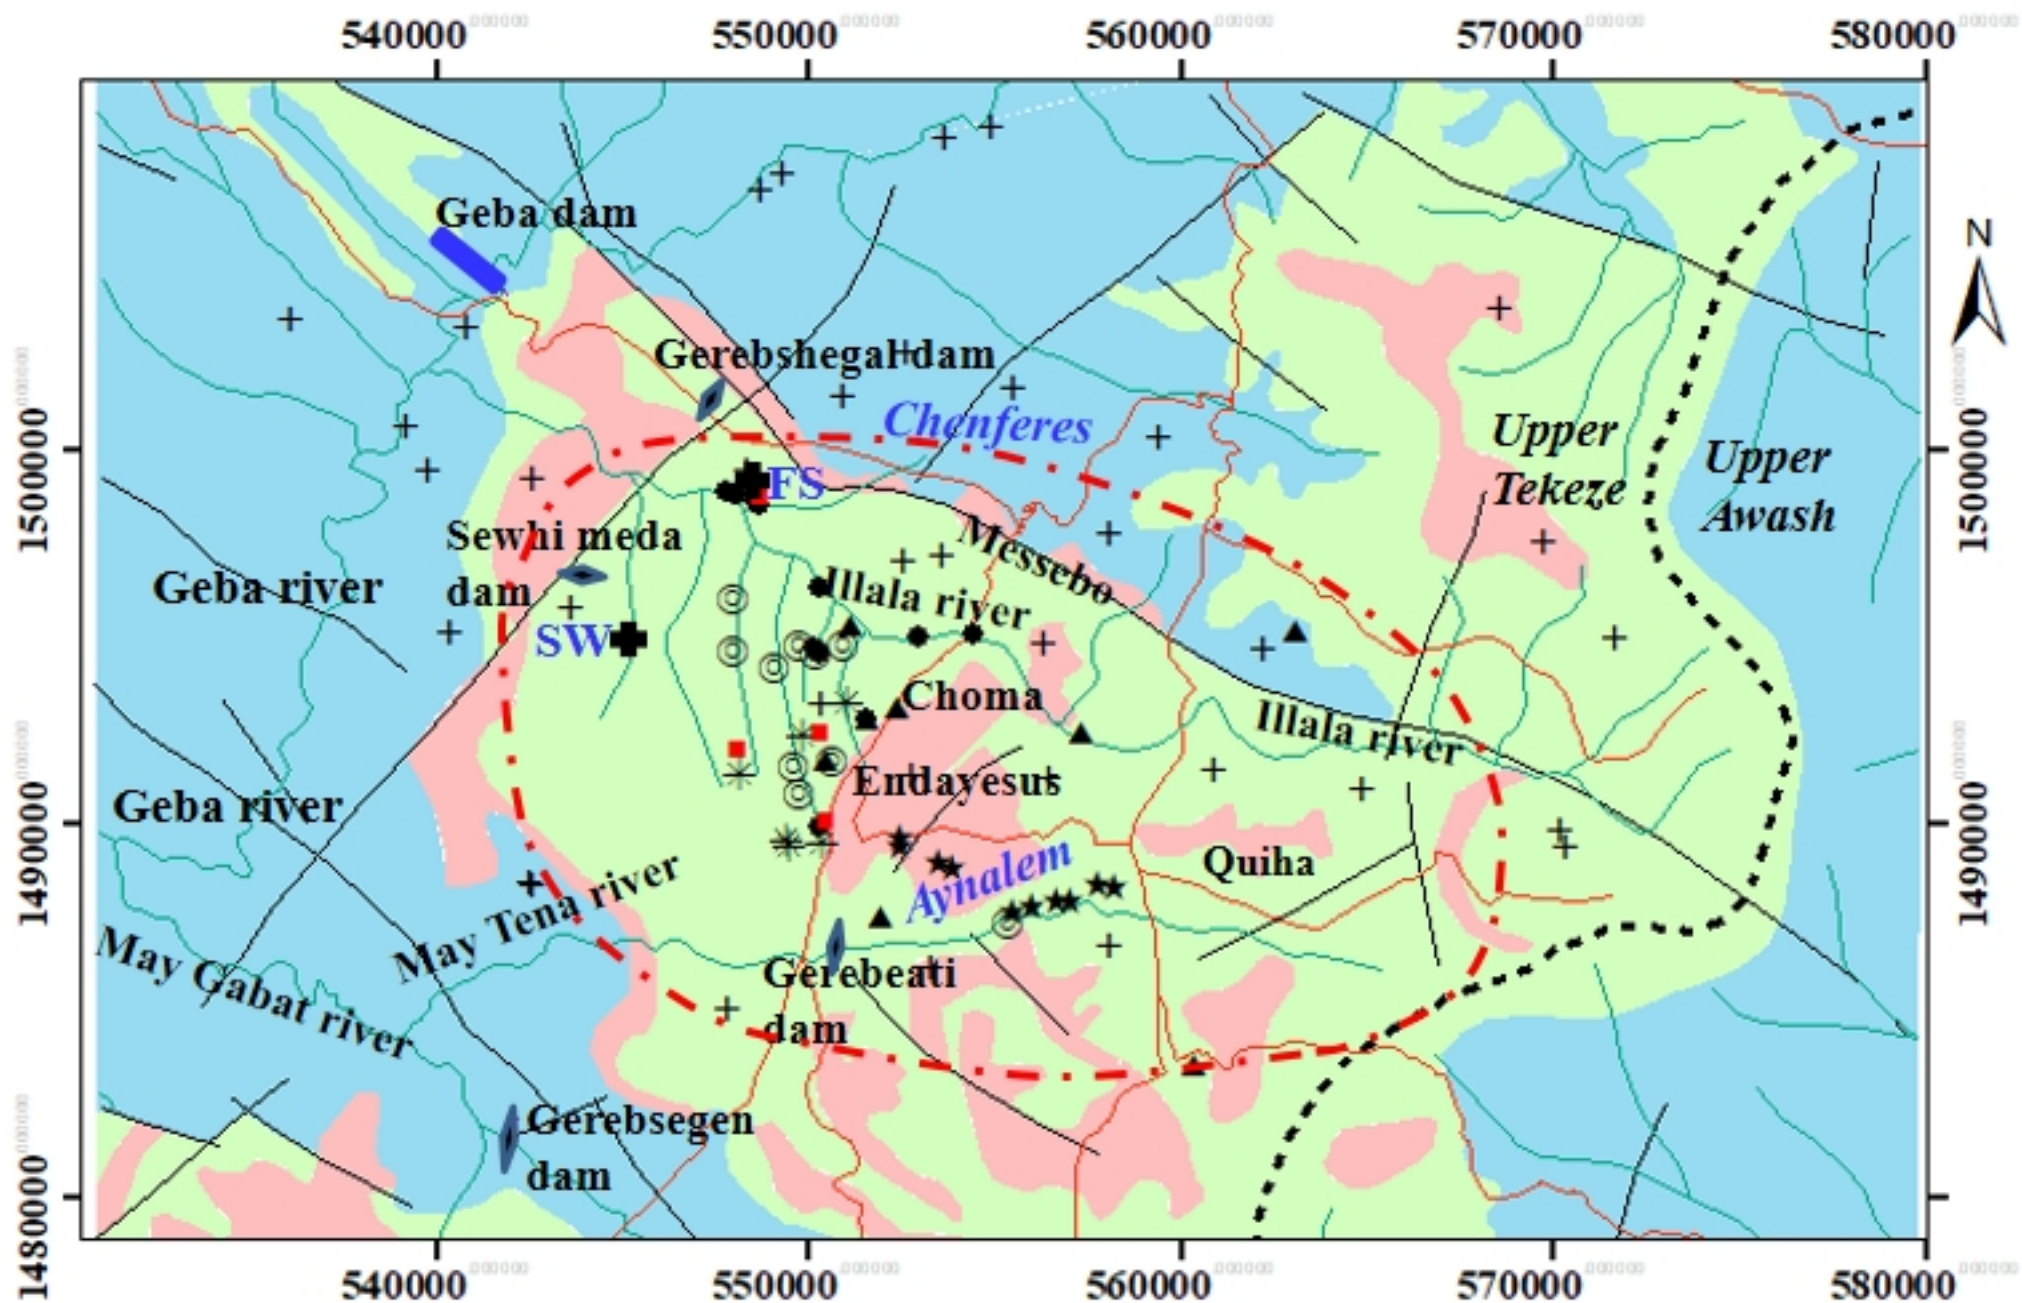 540000 550000 560000 570000 580000
N
Geba dam
Gerebshegal dam
Chenferes
Upper
Tekeze
Upper
Awash
1500000
1500000
FS
Sewhi meda
dam
Messebo
Geba river
Illala river
SW
Choma
Illala river
Endayesus
Geba river
1490000
1490000
Quiha
Aynalem
May Tena river
May Gabat river
Gerebeati
dam
Gerebsegen
dam
1480000
540000 550000 560000 570000 580000